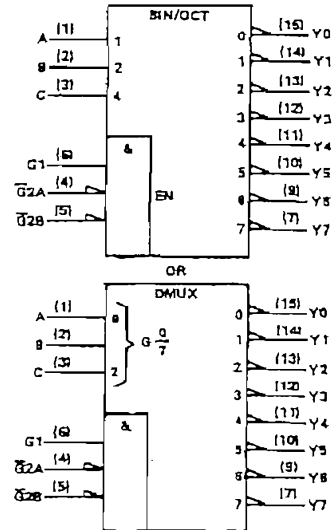 BIN/OCT
A (1) 1 0 (15) Y0
B (2) 2 1 (14) Y1
C (3) 4 2 (13) Y2
3 (12) Y3
& 4 (11) Y4
G1 (6) 5 (10) Y5
G2A (4) EN 6 (9) Y6
G2B (5) 7 (7) Y7
OR
DMUX
A (1) 0 0 (15) Y0
B (2) G 0/7 1 (14) Y1
C (3) 2 2 (13) Y2
3 (12) Y3
& 4 (11) Y4
G1 (6) 5 (10) Y5
G2A (4) 6 (9) Y6
G2B (5) 7 (7) Y7